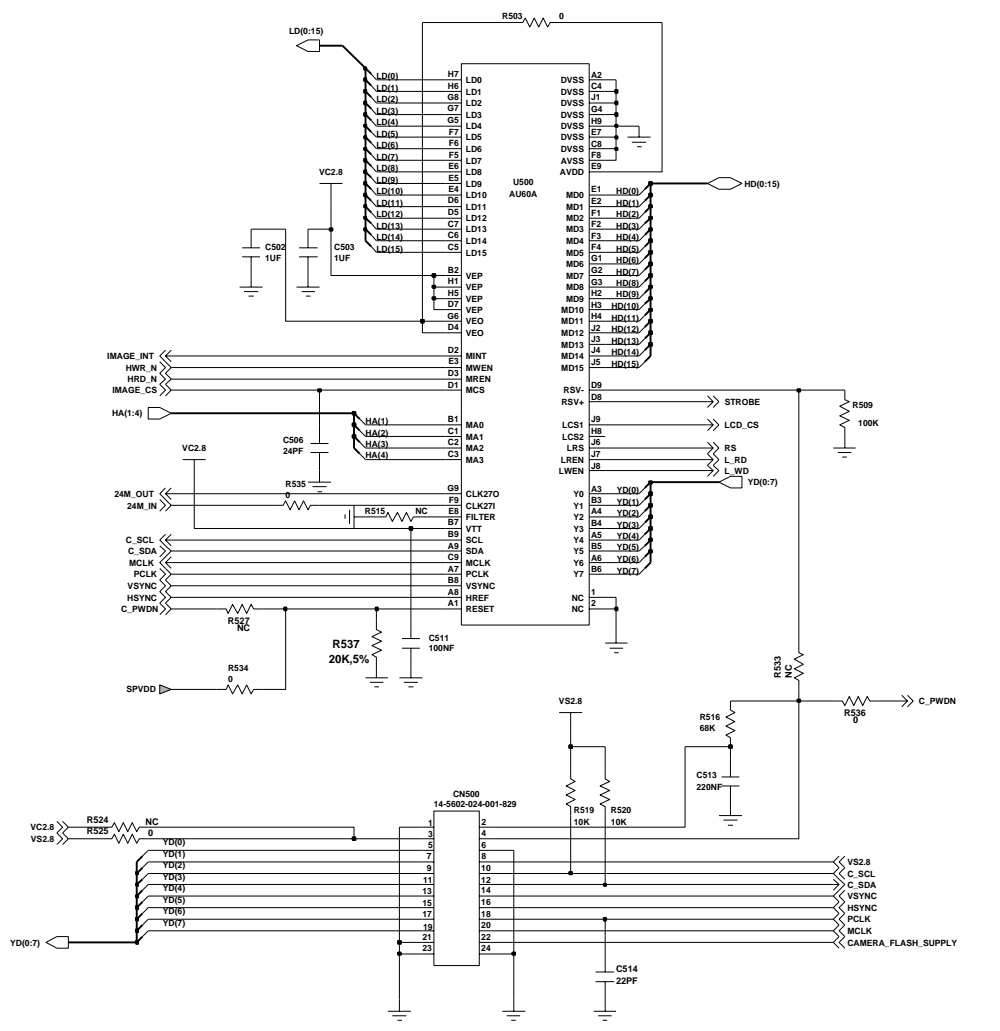 R503 0
LD(0:15)
LD(0) H7 LD0
LD(1) H6 LD1
LD(2) G8 LD2
LD(3) G7 LD3
LD(4) G5 LD4
LD(5) F7 LD5
LD(6) F6 LD6
LD(7) F5 LD7
LD(8) E6 LD8
LD(9) E5 LD9
LD(10) E4 LD10
LD(11) D6 LD11
LD(12) D5 LD12
LD(13) C7 LD13
LD(14) C6 LD14
LD(15) C5 LD15
VC2.8
C502
1UF
C503
1UF
B2 VEP
H1 VEP
H5 VEP
D7 VEP
G6 VEO
D4 VEO
IMAGE_INT D2 MINT
HWR_N E3 MWEN
HRD_N D3 MREN
IMAGE_CS D1 MCS
HA(1:4)
HA(1) B1 MA0
HA(2) C1 MA1
HA(3) C2 MA2
HA(4) C3 MA3
C506
24PF
VC2.8
24M_OUT G9 CLK27O
24M_IN R535 0 F9 CLK27I
R515 NC E8 FILTER
B7 VTT
C_SCL B9 SCL
C_SDA A9 SDA
MCLK C9 MCLK
PCLK A7 PCLK
VSYNC B8 VSYNC
HSYNC A8 HREF
C_PWDN A1 RESET
R527
NC
R537
20K,5%
C511
100NF
R534
0
SPVDD
U500
AU60A
DVSS A2
DVSS C4
DVSS J1
DVSS G4
DVSS H9
DVSS E7
DVSS C8
AVSS F8
AVDD E9
HD(0:15)
MD0 E1 HD(0)
MD1 E2 HD(1)
MD2 F1 HD(2)
MD3 F2 HD(3)
MD4 F3 HD(4)
MD5 F4 HD(5)
MD6 G1 HD(6)
MD7 G2 HD(7)
MD8 G3 HD(8)
MD9 H2 HD(9)
MD10 H3 HD(10)
MD11 H4 HD(11)
MD12 J2 HD(12)
MD13 J3 HD(13)
MD14 J4 HD(14)
MD15 J5 HD(15)
RSV- D9
RSV+ D8 STROBE
R509
100K
LCS1 J9 LCD_CS
LCS2 H8
LRS J6 RS
LREN J7 L_RD
LWEN J8 L_WD
YD(0:7)
Y0 A3 YD(0)
Y1 B3 YD(1)
Y2 A4 YD(2)
Y3 B4 YD(3)
Y4 A5 YD(4)
Y5 B5 YD(5)
Y6 A6 YD(6)
Y7 B6 YD(7)
NC 1
NC 2
R533
NC
R536
0
C_PWDN
R516
68K
C513
220NF
VS2.8
R519
10K
R520
10K
CN500
14-5602-024-001-829
VC2.8 R524 NC
VS2.8 R525 0
YD(0)
YD(1)
YD(2)
YD(3)
YD(4)
YD(5)
YD(6)
YD(7)
YD(0:7)
1 2
3 4
5 6
7 8 VS2.8
9 10 C_SCL
11 12 C_SDA
13 14 VSYNC
15 16 HSYNC
17 18 PCLK
19 20 MCLK
21 22 CAMERA_FLASH_SUPPLY
23 24
C514
22PF